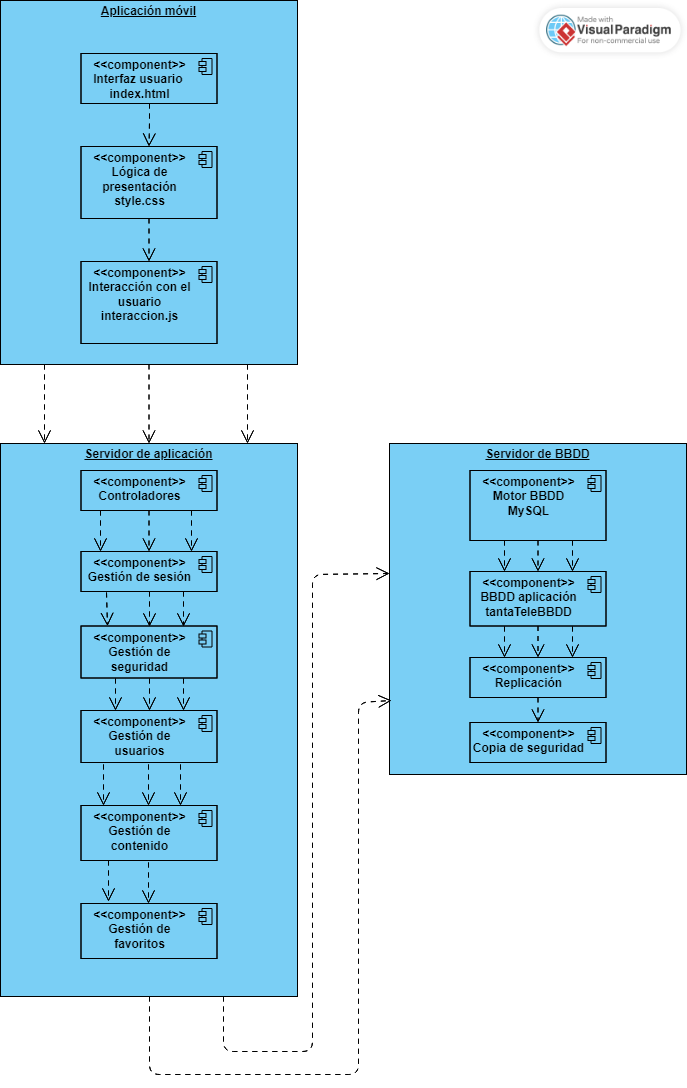 Aplicación móvil
Made with
VisualParadigm
For non-commercial use
<<component>>
Interfaz usuario
index.html
<<component>>
Lógica de
presentación
style.css
<<component>>
Interacción con el
usuario
interaccion.js
Servidor de aplicación
<<component>>
Controladores
<<component>>
Gestión de sesión
<<component>>
Gestión de
seguridad
<<component>>
Gestión de
usuarios
<<component>>
Gestión de
contenido
<<component>>
Gestión de
favoritos
Servidor de BBDD
<<component>>
Motor BBDD
MySQL
<<component>>
BBDD aplicación
tantaTeleBBDD
<<component>>
Replicación
<<component>>
Copia de seguridad